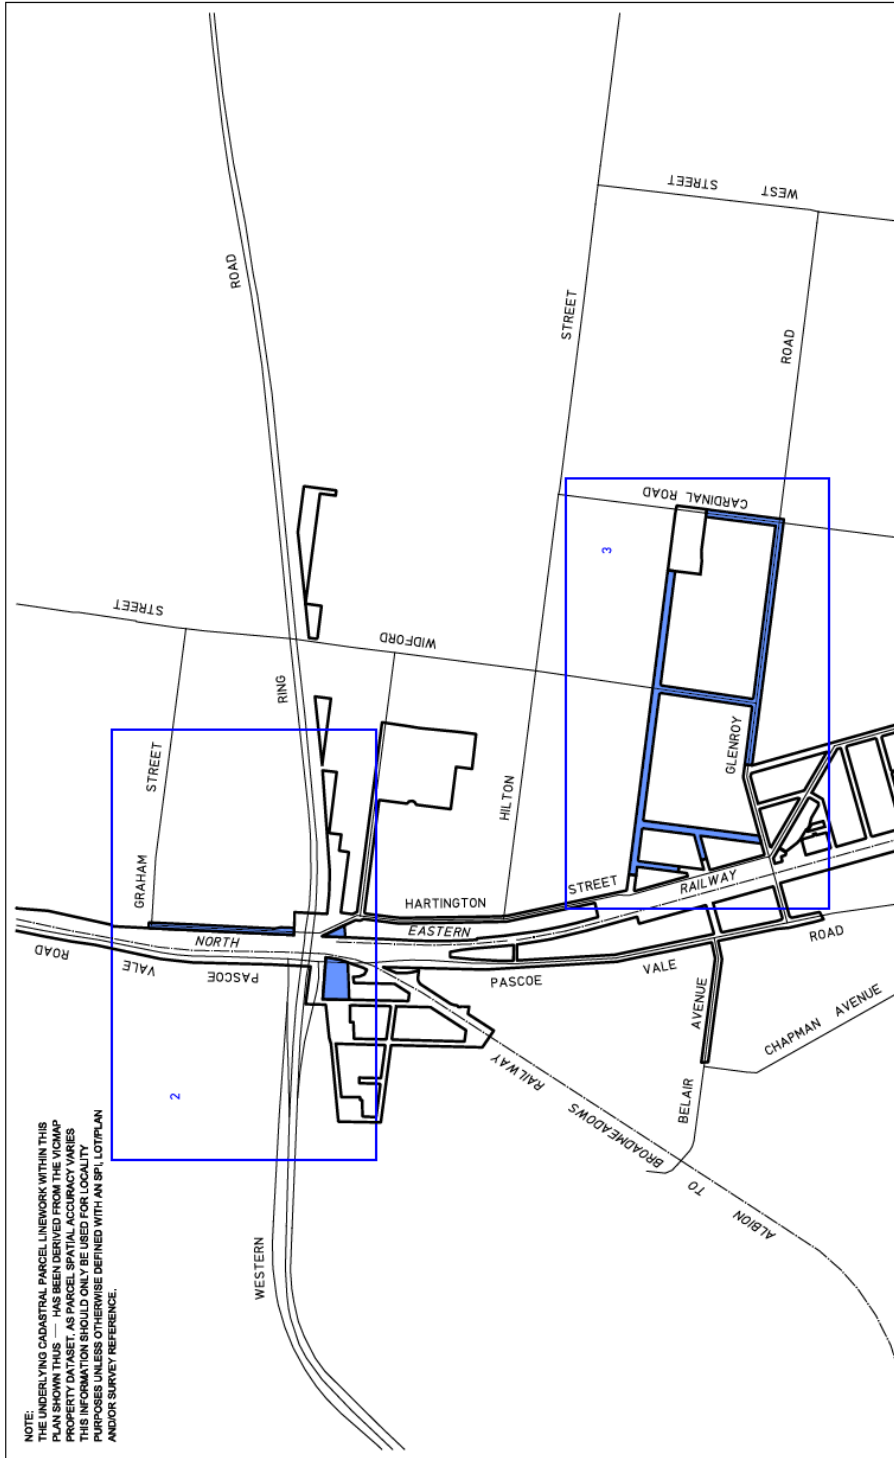 NOTE:
THE UNDERLYING CADASTRAL PARCEL LINEWORK WITHIN THIS
PLAN SHOWN THUS — HAS BEEN DERIVED FROM THE VICMAP
PROPERTY DATASET. AS PARCEL SPATIAL ACCURACY VARIES
THIS INFORMATION SHOULD ONLY BE USED FOR LOCALITY
PURPOSES UNLESS OTHERWISE DEFINED WITH AN SPI, LOT/PLAN
AND/OR SURVEY REFERENCE.
WEST STREET
ROAD
STREET
ROAD
CARDINAL ROAD
3
STREET
WIDFORD
RING
STREET
GLENROY
HILTON
GRAHAM
STREET
RAILWAY
HARTINGTON
EASTERN
NORTH
ROAD
VALE
PASCOE
PASCOE
VALE
ROAD
AVENUE
CHAPMAN AVENUE
RAILWAY
BROADMEADOWS
TO
ALBION
BELAIR
2
WESTERN